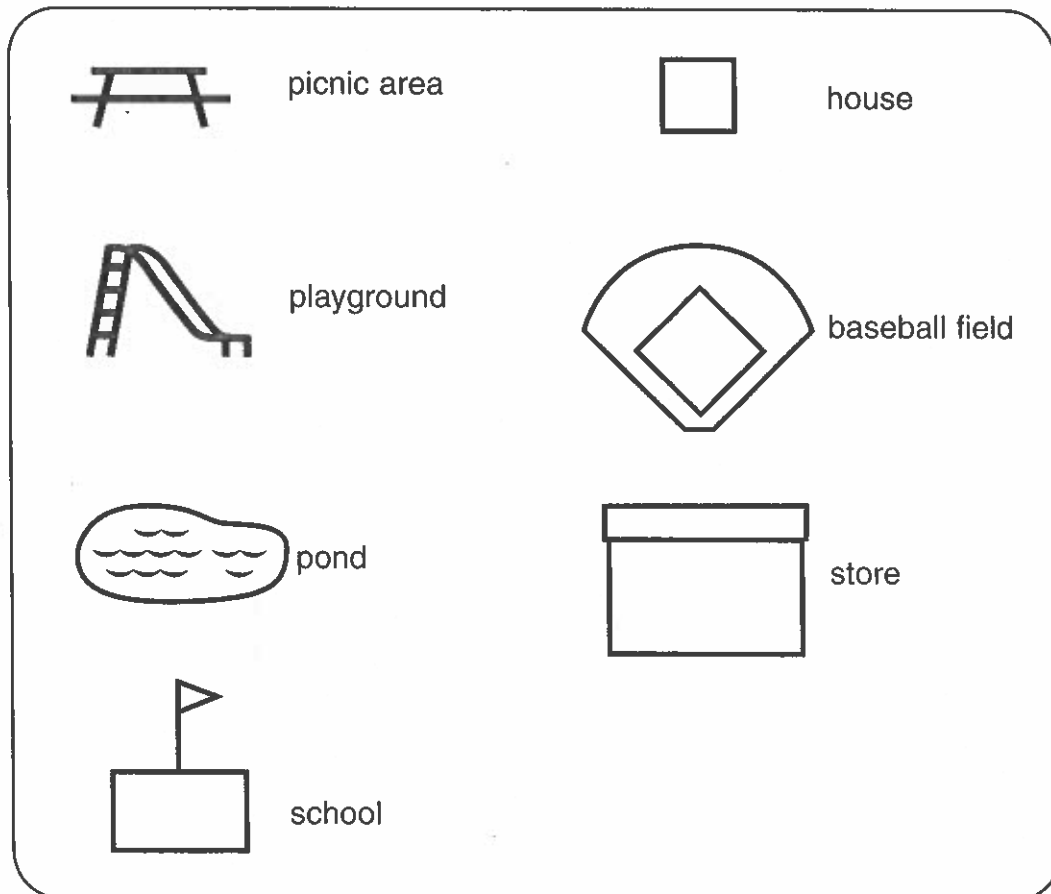 picnic area
house
playground
baseball field
pond
store
school